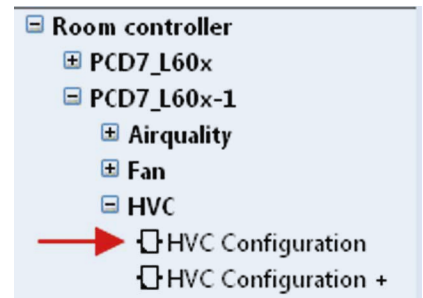 Room controller
PCD7_L60x
PCD7_L60x-1
Airquality
Fan
HVC
HVC Configuration
HVC Configuration +